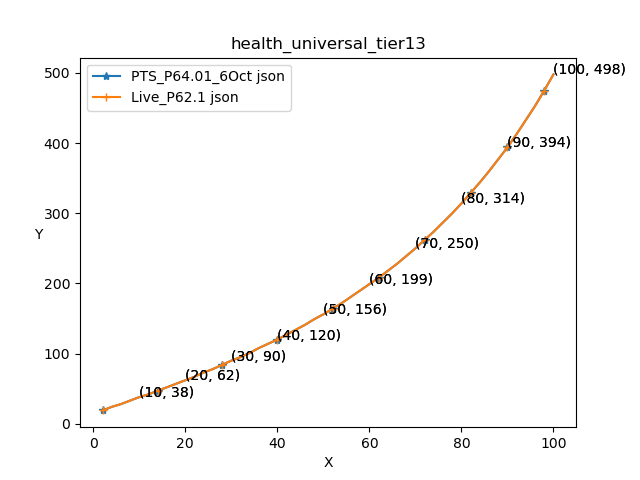 health_universal_tier13
PTS_P64.01_6Oct json
Live_P62.1 json
(100, 498)
(90, 394)
(80, 314)
(70, 250)
(60, 199)
(50, 156)
(40, 120)
(30, 90)
(20, 62)
(10, 38)
500
400
300
200
100
0
Y
0 20 40 60 80 100
X